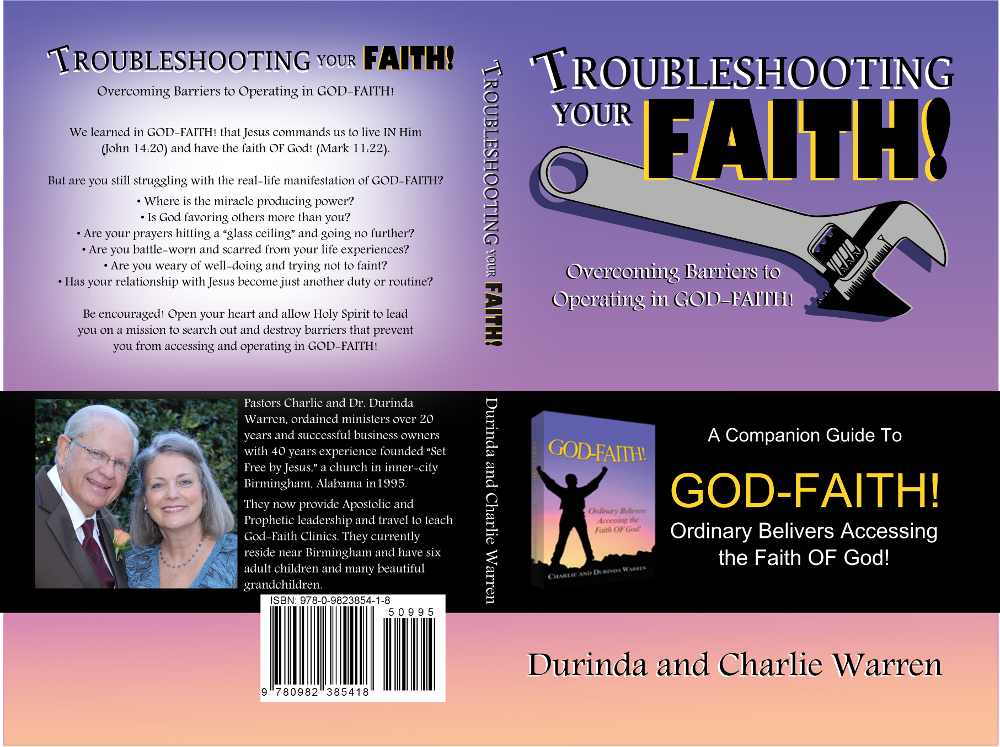 TROUBLESHOOTING YOUR FAITH!
Overcoming Barriers to Operating in GOD-FAITH!
We learned in GOD-FAITH! that Jesus commands us to live IN Him
(John 14:20) and have the faith OF God! (Mark 11:22).
But are you still struggling with the real-life manifestation of GOD-FAITH?
• Where is the miracle producing power?
• Is God favoring others more than you?
• Are your prayers hitting a "glass ceiling" and going no further?
• Are you battle-worn and scarred from your life experiences?
• Are you weary of well-doing and trying not to faint?
• Has your relationship with Jesus become just another duty or routine?
Be encouraged! Open your heart and allow Holy Spirit to lead
you on a mission to search out and destroy barriers that prevent
you from accessing and operating in GOD-FAITH!
Pastors Charlie and Dr. Durinda
Warren, ordained ministers over 20
years and successful business owners
with 40 years experience founded "Set
Free by Jesus," a church in inner-city
Birmingham, Alabama in1995.
They now provide Apostolic and
Prophetic leadership and travel to teach
God-Faith Clinics. They currently
reside near Birmingham and have six
adult children and many beautiful
grandchildren.
ISBN: 978-0-9823854-1-8
50995
9 780982 385418
TROUBLESHOOTING YOUR FAITH!
Durinda and Charlie Warren
TROUBLESHOOTING
YOUR FAITH!
Overcoming Barriers to
Operating in GOD-FAITH!
GOD-FAITH!
Ordinary Believers
Accessing the
Faith OF God!
CHARLIE AND DURINDA WARREN
A Companion Guide To
GOD-FAITH!
Ordinary Belivers Accessing
the Faith OF God!
Durinda and Charlie Warren